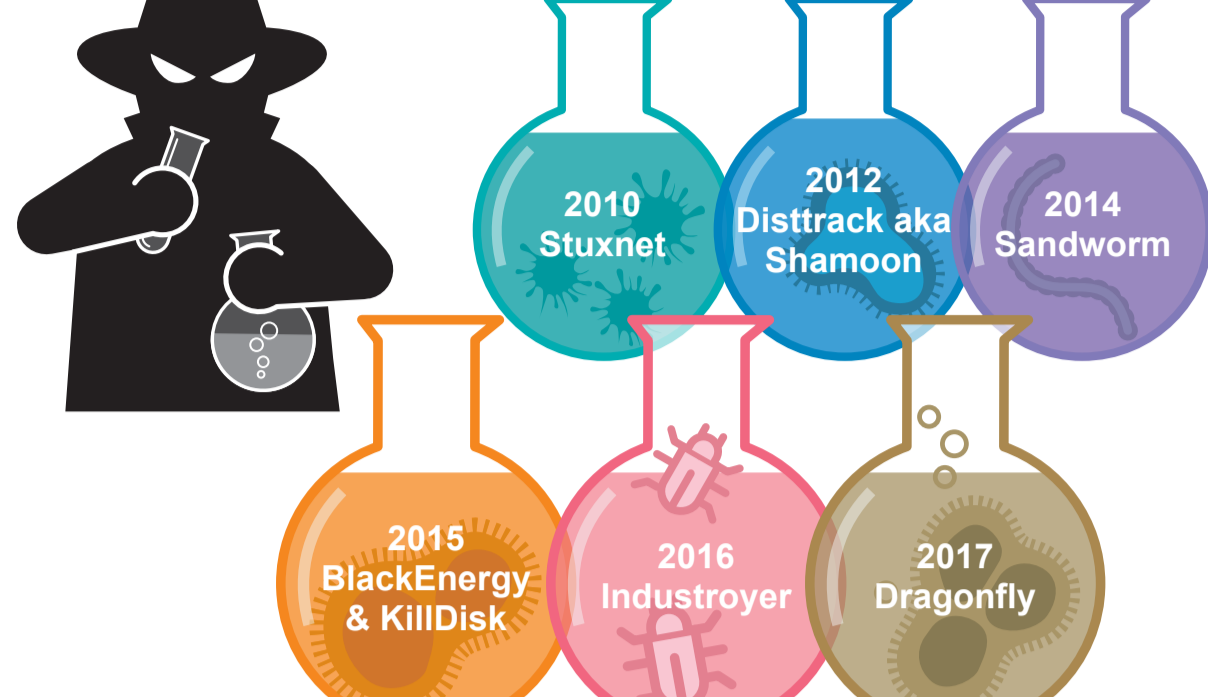 2010
Stuxnet
2012
Disttrack aka
Shamoon
2014
Sandworm
2015
BlackEnergy
& KillDisk
2016
Industroyer
2017
Dragonfly